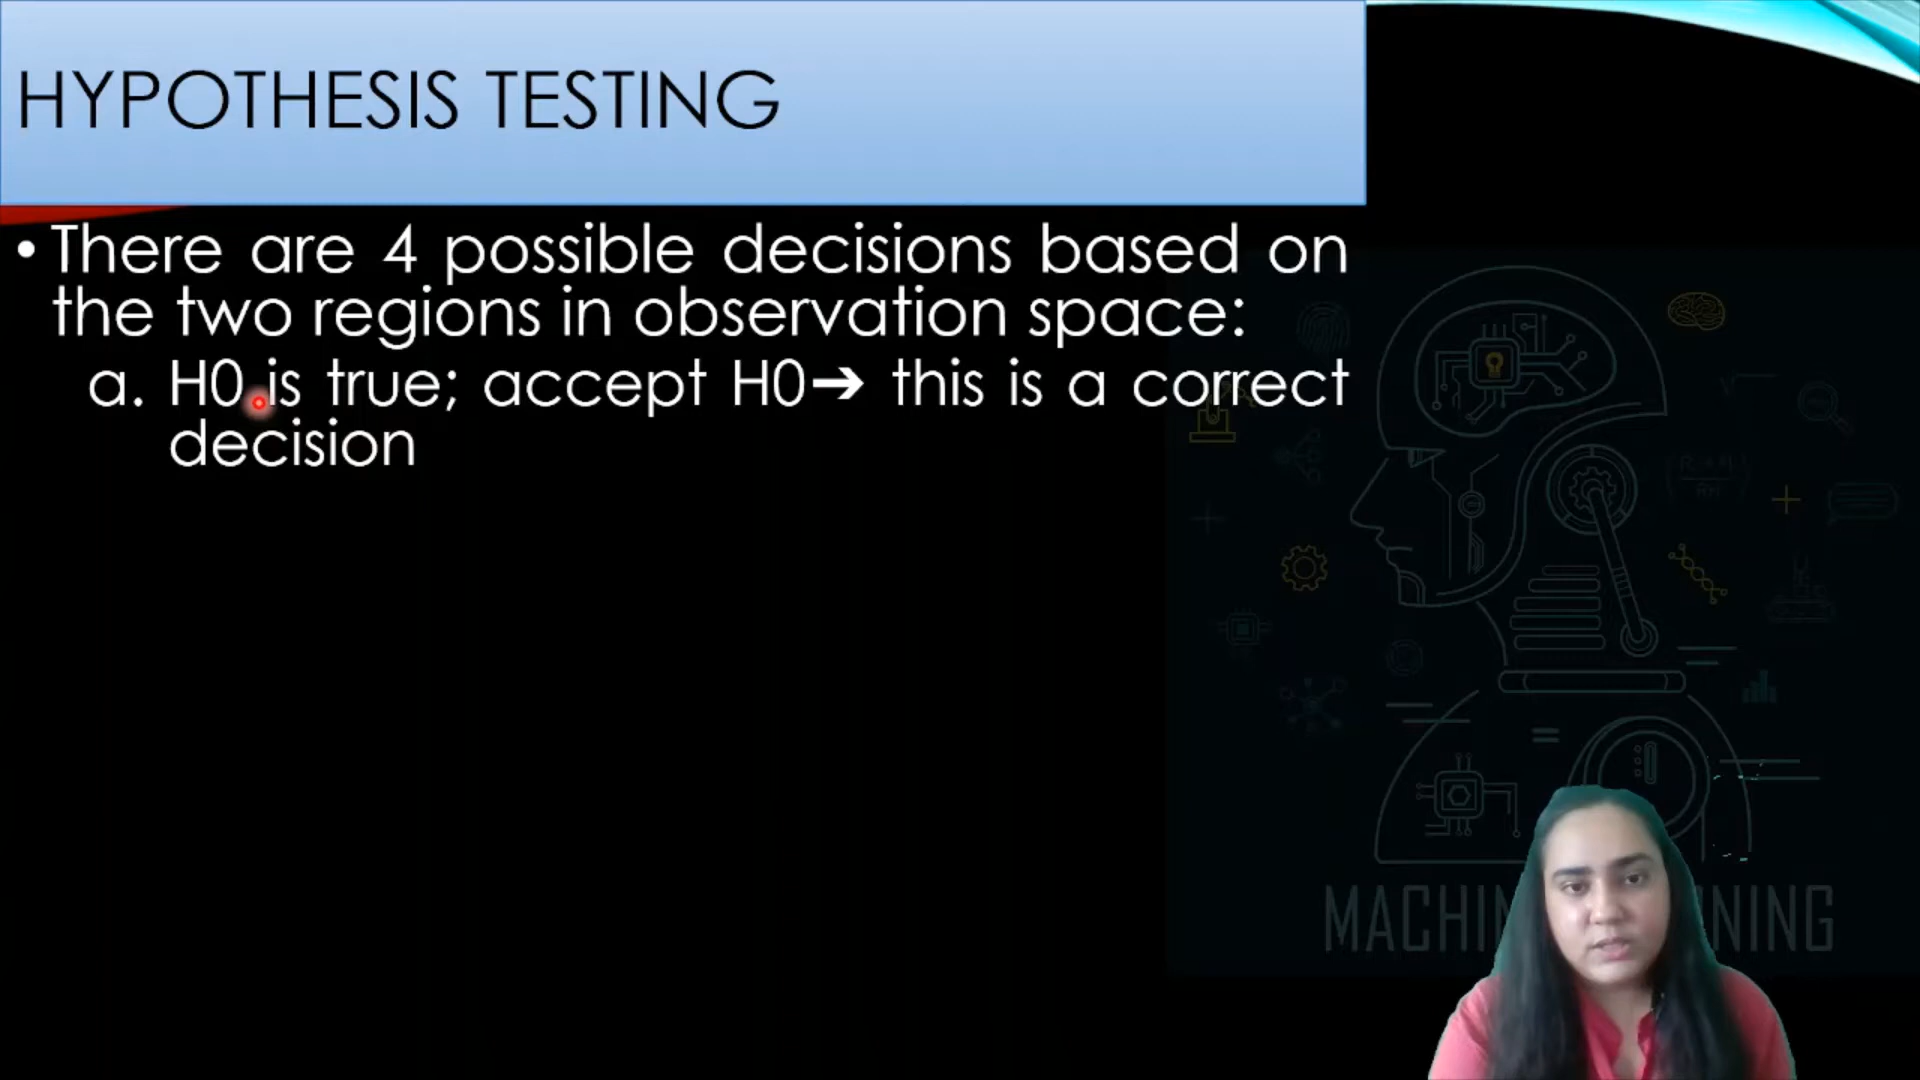 HYPOTHESIS TESTING
• There are 4 possible decisions based on
the two regions in observation space:
a. H0 is true; accept H0➔ this is a correct
decision